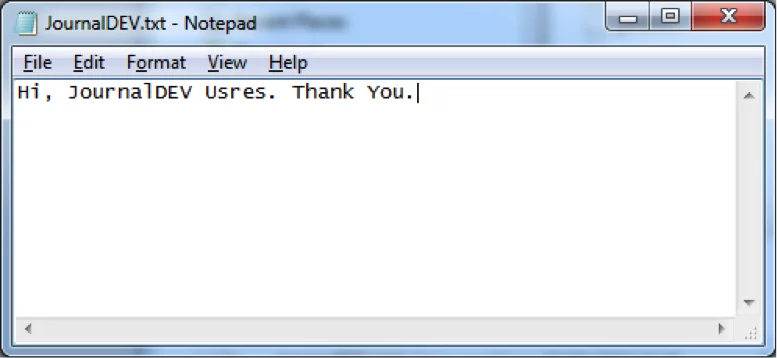 JournalDEV.txt - Notepad
File Edit Format View Help
Hi, JournalDEV Usres. Thank You.